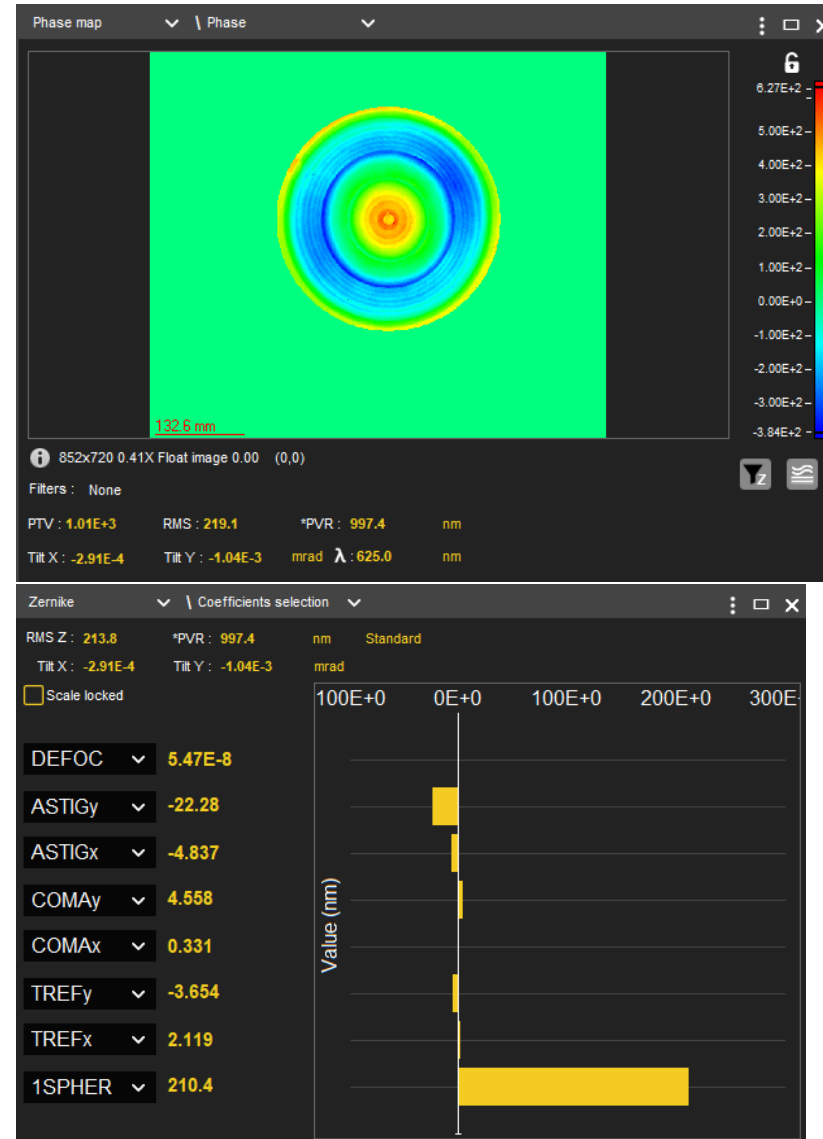 Phase map \ Phase
6.27E+2
5.00E+2
4.00E+2
3.00E+2
2.00E+2
1.00E+2
0.00E+0
-1.00E+2
-2.00E+2
-3.00E+2
-3.84E+2
132.6 mm
852x720 0.41X Float image 0.00 (0,0)
Z
Filters : None
PTV : 1.01E+3 RMS : 219.1 *PVR : 997.4 nm
Tilt X : -2.91E-4 Tilt Y : -1.04E-3 mrad λ : 625.0 nm
Zernike \ Coefficients selection
RMS Z : 213.8 *PVR : 997.4 nm Standard
Tilt X : -2.91E-4 Tilt Y : -1.04E-3 mrad
Scale locked
100E+0 0E+0 100E+0 200E+0 300E-
DEFOC 5.47E-8
ASTIGy -22.28
ASTIGx -4.837
COMAy 4.558
COMAx 0.331
TREFy -3.654
TREFx 2.119
1SPHER 210.4
Value (nm)